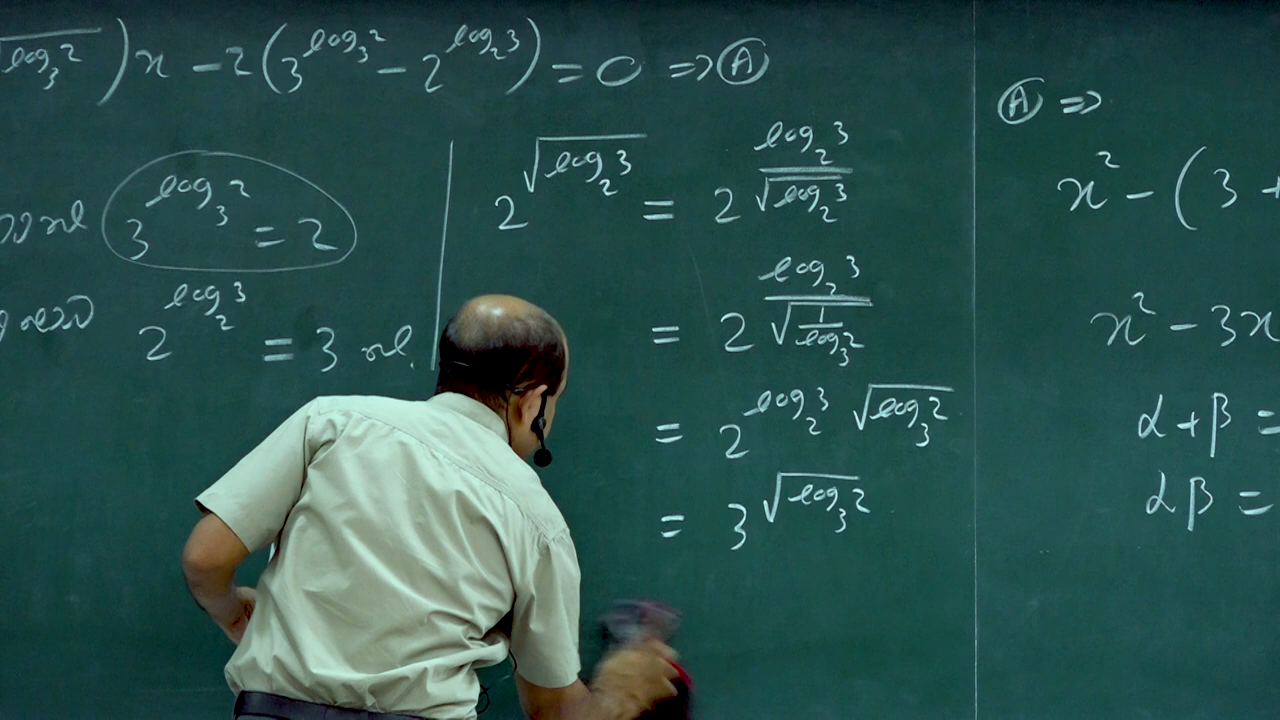 √(log₃2))x − 2(3^(log₃2) − 2^(log₂3)) = 0 ⇒ Ⓐ
3^(log₃2) = 2
2^(log₂3) = 3
2^(√(log₂3)) = 2^(log₂3/√(log₂3))
= 2^(log₂3/√(1/log₃2))
= 2^(log₂3 √(log₃2))
= 3^(√(log₃2))
Ⓐ ⇒
x² − (3 +
x² − 3x
α + β =
αβ =